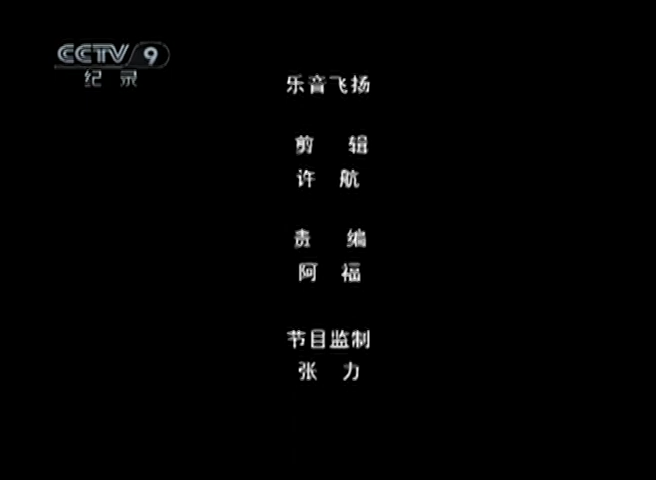 CCTV 9
纪录
乐音飞扬
剪 辑
许 航
责 编
阿 福
节目监制
张 力